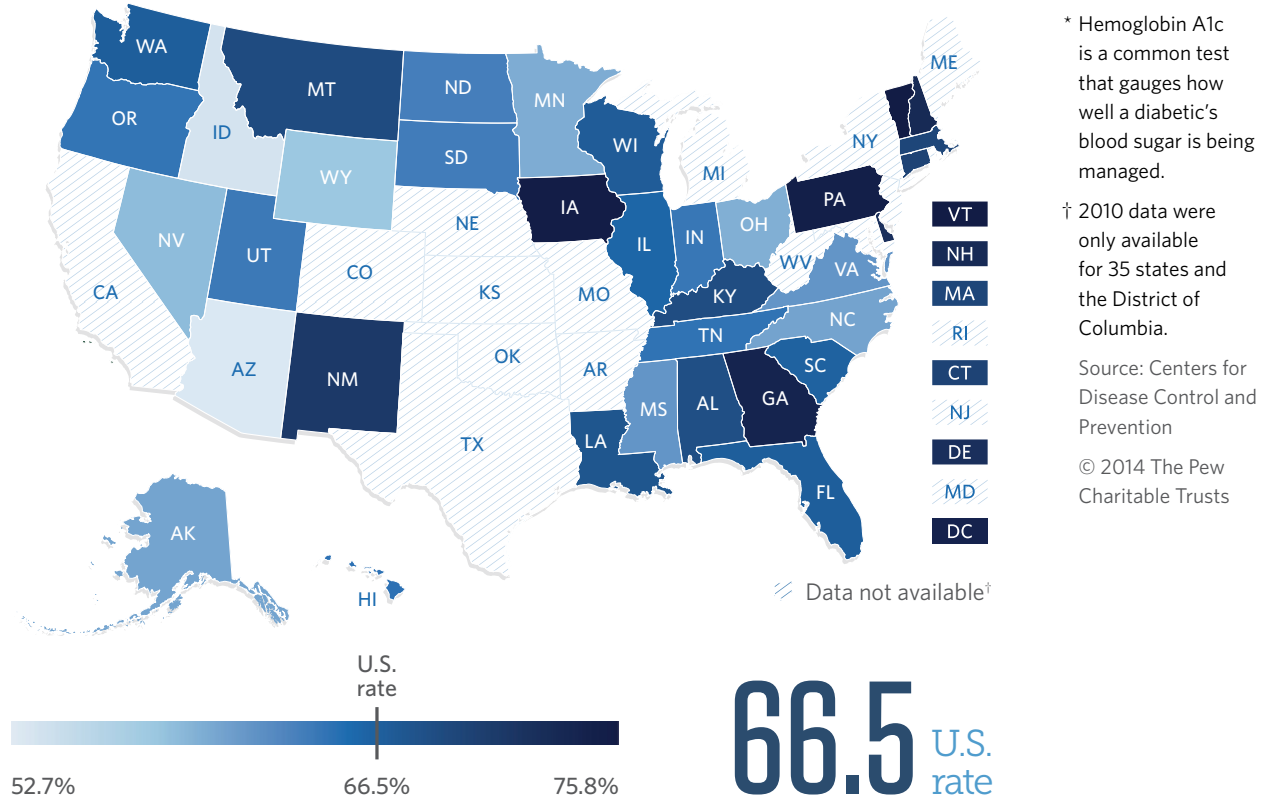 WA
MT
ND
MN
ME
OR
ID
WI
NY
SD
MI
WY
IA
PA
NE
OH
NV
UT
IL
IN
WV
VA
CO
CA
KS
MO
KY
NC
TN
OK
AR
SC
AZ
NM
MS
AL
GA
TX
LA
FL
AK
HI
VT
NH
MA
RI
CT
NJ
DE
MD
DC
Data not available†
* Hemoglobin A1c
is a common test
that gauges how
well a diabetic's
blood sugar is being
managed.
† 2010 data were
only available
for 35 states and
the District of
Columbia.
Source: Centers for
Disease Control and
Prevention
© 2014 The Pew
Charitable Trusts
U.S.
rate
52.7%
66.5%
75.8%
66.5 U.S.
rate